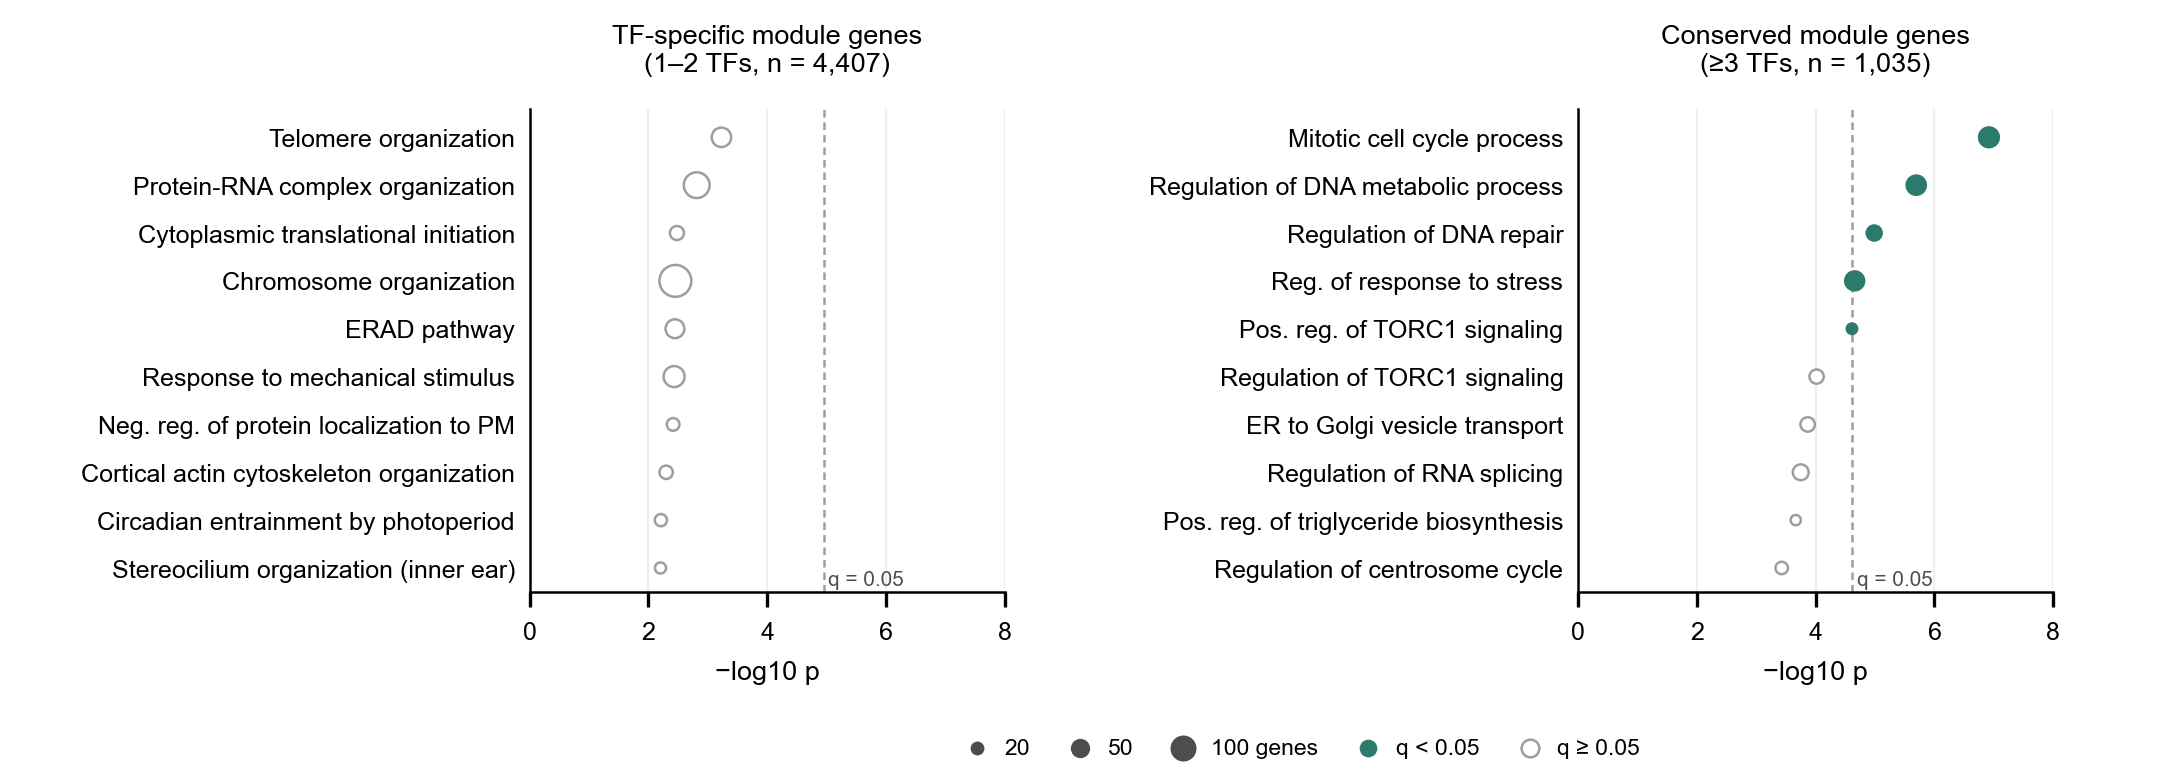 TF-specific module genes
(1–2 TFs, n = 4,407)
Telomere organization
Protein-RNA complex organization
Cytoplasmic translational initiation
Chromosome organization
ERAD pathway
Response to mechanical stimulus
Neg. reg. of protein localization to PM
Cortical actin cytoskeleton organization
Circadian entrainment by photoperiod
Stereocilium organization (inner ear)
q = 0.05
0 2 4 6 8
−log10 p
Conserved module genes
(≥3 TFs, n = 1,035)
Mitotic cell cycle process
Regulation of DNA metabolic process
Regulation of DNA repair
Reg. of response to stress
Pos. reg. of TORC1 signaling
Regulation of TORC1 signaling
ER to Golgi vesicle transport
Regulation of RNA splicing
Pos. reg. of triglyceride biosynthesis
Regulation of centrosome cycle
q = 0.05
0 2 4 6 8
−log10 p
20 50 100 genes q < 0.05 q ≥ 0.05